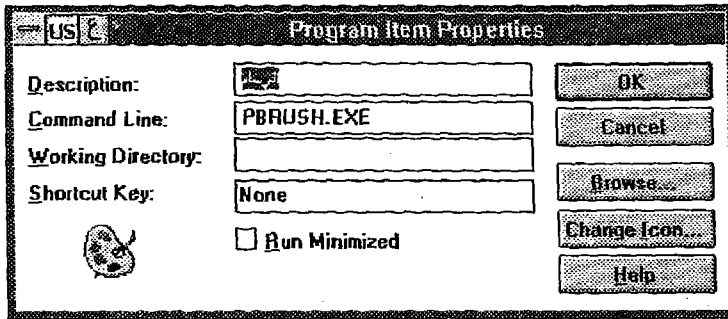 US Program Item Properties
Description:
OK
Command Line: PBRUSH.EXE
Cancel
Working Directory:
Shortcut Key: None
Browse...
Run Minimized
Change Icon...
Help